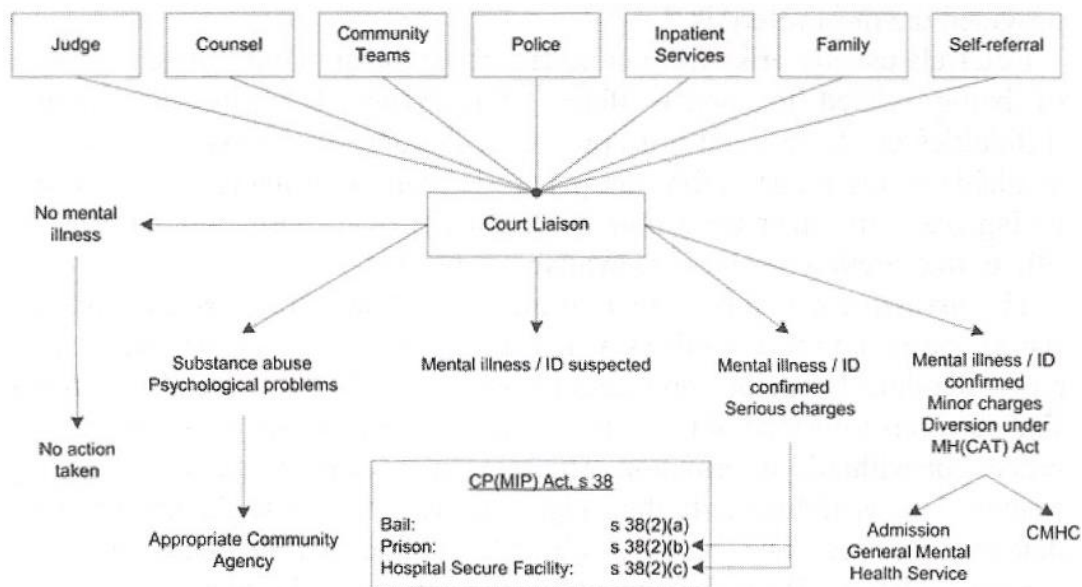 Judge
Counsel
Community
Teams
Police
Inpatient
Services
Family
Self-referral
Court Liaison
No mental
illness
Substance abuse
Psychological problems
Mental illness / ID suspected
Mental illness / ID
confirmed
Serious charges
Mental illness / ID
confirmed
Minor charges
Diversion under
MH(CAT) Act
No action
taken
Appropriate Community
Agency
CP(MIP) Act, s 38
Bail: s 38(2)(a)
Prison: s 38(2)(b)
Hospital Secure Facility: s 38(2)(c)
Admission
General Mental
Health Service
CMHC